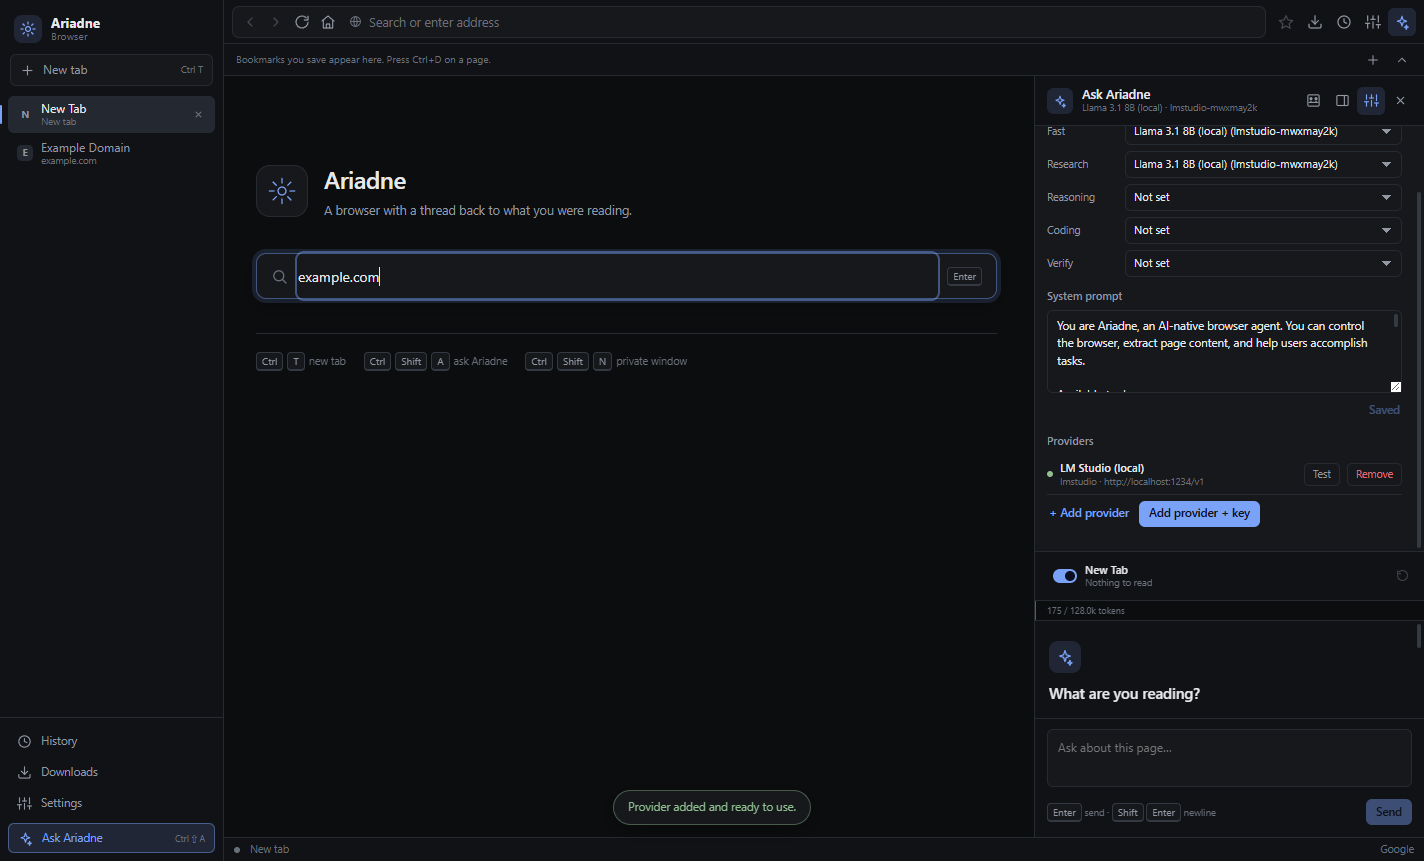 Ariadne
Browser
New tab
Ctrl T
N
New Tab
New tab
E
Example Domain
example.com
History
Downloads
Settings
Ask Ariadne
Ctrl ⇧ A
Search or enter address
Bookmarks you save appear here. Press Ctrl+D on a page.
Ariadne
A browser with a thread back to what you were reading.
example.com
Enter
Ctrl T new tab Ctrl Shift A ask Ariadne Ctrl Shift N private window
Provider added and ready to use.
Ask Ariadne
Llama 3.1 8B (local) · lmstudio-mwxmay2k
Fast Llama 3.1 8B (local) (lmstudio-mwxmay2k)
Research Llama 3.1 8B (local) (lmstudio-mwxmay2k)
Reasoning Not set
Coding Not set
Verify Not set
System prompt
You are Ariadne, an AI-native browser agent. You can control
the browser, extract page content, and help users accomplish
tasks.
Saved
Providers
LM Studio (local)
lmstudio · http://localhost:1234/v1
Test
Remove
+ Add provider
Add provider + key
New Tab
Nothing to read
175 / 128.0k tokens
What are you reading?
Ask about this page...
Enter send · Shift Enter newline
Send
New tab
Google